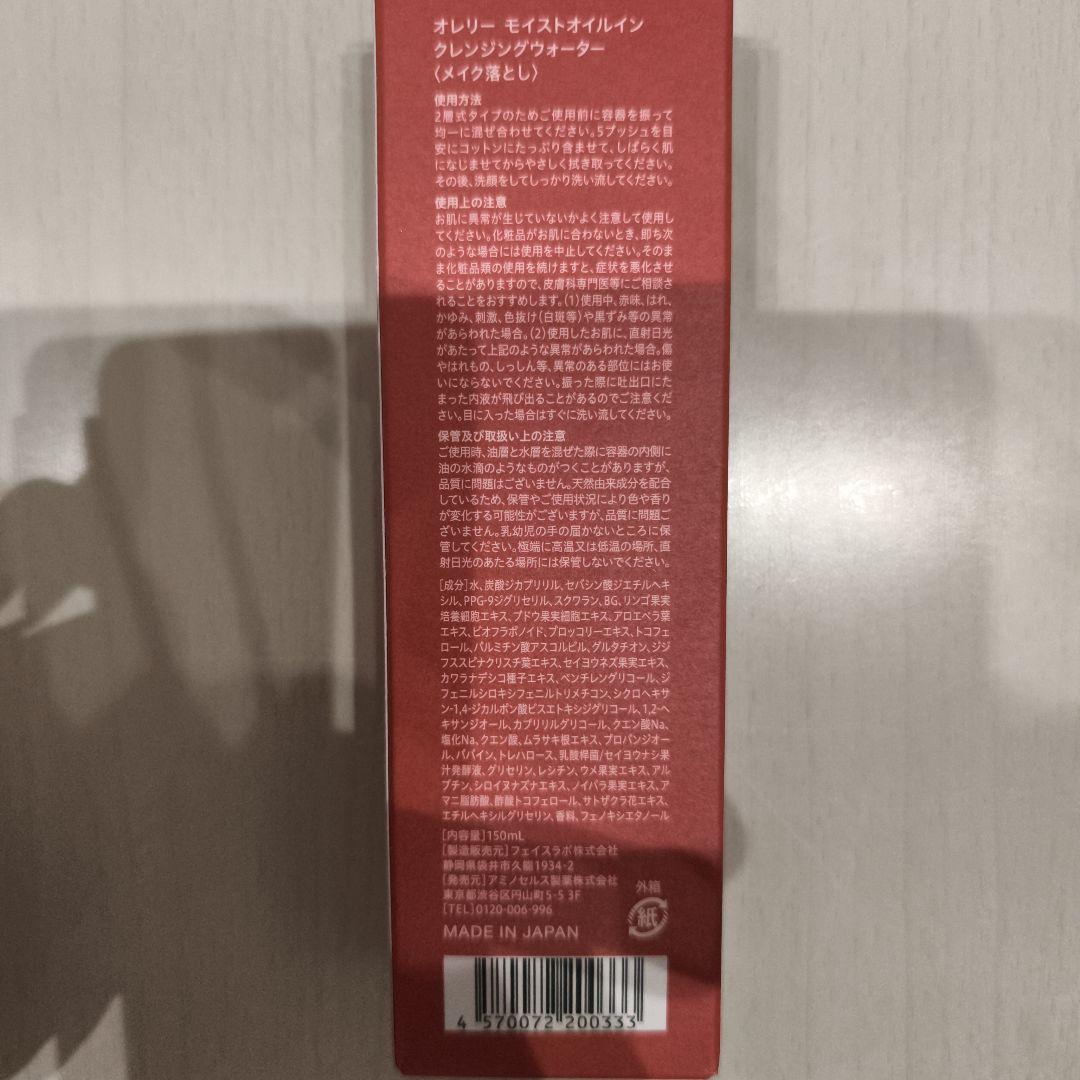 オレリー モイストオイルイン
クレンジングウォーター
〈メイク落とし〉
使用方法
2層式タイプのためご使用前に容器を振って
均一に混ぜ合わせてください。5プッシュを目
安にコットンにたっぷり含ませて、しばらく肌
になじませてからやさしく拭き取ってください。
その後、洗顔をしてしっかり洗い流してください。
使用上の注意
お肌に異常が生じていないかよく注意して使用し
てください。化粧品がお肌に合わないとき、即ち次
のような場合には使用を中止してください。そのま
ま化粧品類の使用を続けますと、症状を悪化させ
ることがありますので、皮膚科専門医等にご相談さ
れることをおすすめします。(1)使用中、赤味、はれ、
かゆみ、刺激、色抜け(白斑等)や黒ずみ等の異常
があらわれた場合。(2)使用したお肌に、直射日光
があたって上記のような異常があらわれた場合。傷
やはれもの、しっしん等、異常のある部位にはお使
いにならないでください。振った際に吐出口にた
まった内液が飛び出ることがあるのでご注意くだ
さい。目に入った場合はすぐに洗い流してください。
保管及び取扱い上の注意
ご使用時、油層と水層を混ぜた際に容器の内側に
油の水滴のようなものがつくことがありますが、
品質に問題はございません。天然由来成分を配合
しているため、保管やご使用状況により色や香り
が変化する可能性がございますが、品質に問題ご
ざいません。乳幼児の手の届かないところに保
管してください。極端に高温又は低温の場所、直
射日光のあたる場所には保管しないでください。
[成分]水、炭酸ジカプリリル、セバシン酸ジエチルヘキ
シル、PPG-9ジグリセリル、スクワラン、BG、リンゴ果実
培養細胞エキス、ブドウ果実細胞エキス、アロエベラ葉
エキス、ビオフラボノイド、ブロッコリーエキス、トコフェ
ロール、パルミチン酸アスコルビル、グルタチオン、ジジ
フススピナクリスチ葉エキス、セイヨウネズ果実エキス、
カワラナデシコ種子エキス、ペンチレングリコール、ジ
フェニルシロキシフェニルトリメチコン、シクロヘキサ
ン-1,4-ジカルボン酸ビスエトキシジグリコール、1,2-ヘ
キサンジオール、カプリリルグリコール、クエン酸Na、
塩化Na、クエン酸、ムラサキ根エキス、プロパンジオー
ル、パパイン、トレハロース、乳酸桿菌/セイヨウナシ果
汁発酵液、グリセリン、レシチン、ウメ果実エキス、アル
ブチン、シロイヌナズナエキス、ノイバラ果実エキス、ア
マニ脂肪酸、酢酸トコフェロール、サトザクラ花エキス、
エチルヘキシルグリセリン、香料、フェノキシエタノール
[内容量]150mL
[製造販売元]フェイスラボ株式会社
静岡県袋井市久能1934-2
[発売元]アミノセルス製薬株式会社
東京都渋谷区円山町5-5 3F
[TEL]0120-006-996
外箱
紙
MADE IN JAPAN
4 570072 200333